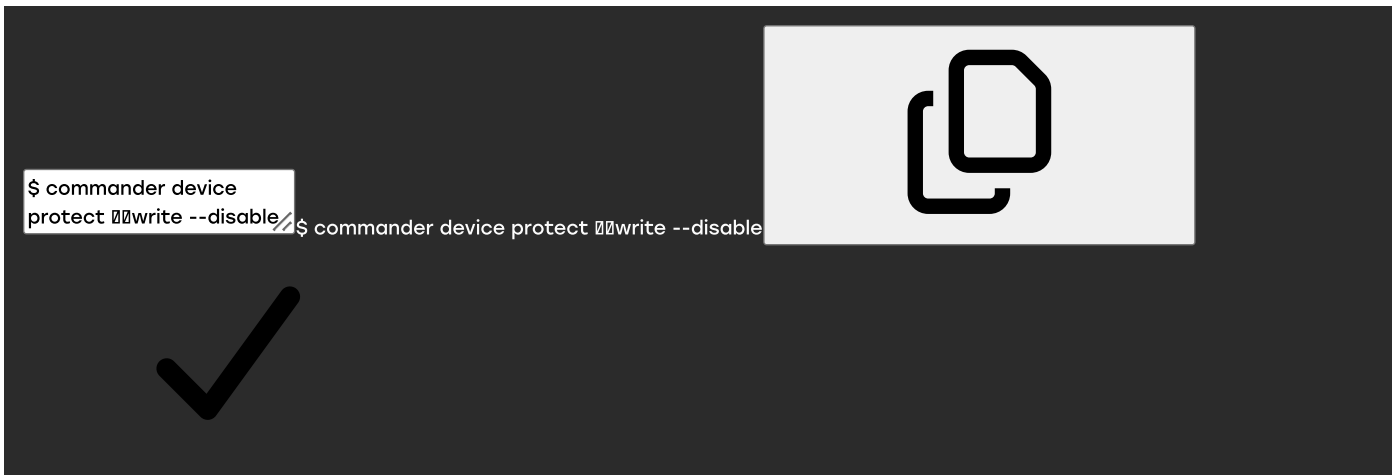 $ commander device
protect ▯▯write --disable
$ commander device protect ▯▯write --disable